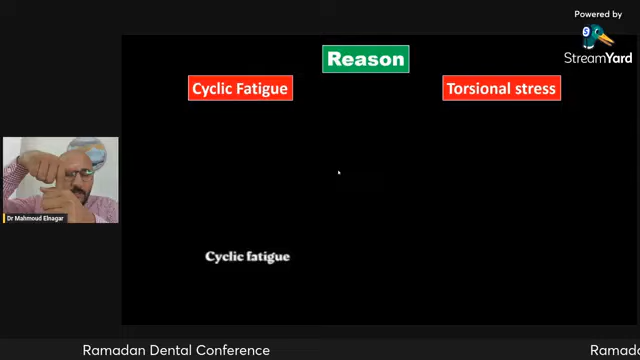 Powered by
StreamYard
Reason
Cyclic Fatigue
Torsional stress
Dr Mahmoud Elnagar
Cyclic fatigue
Ramadan Dental Conference
Ramada